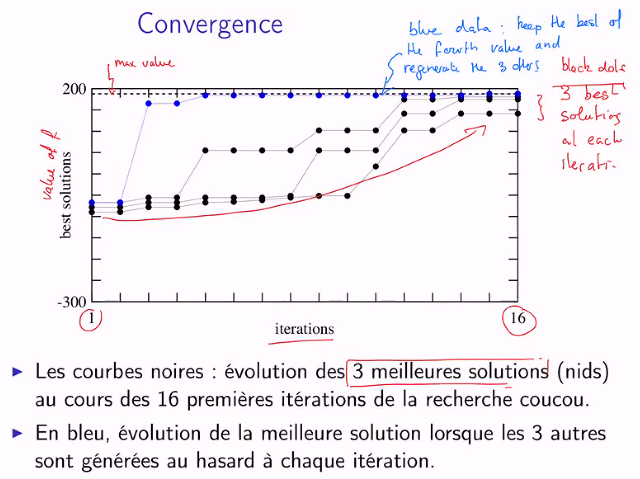 Convergence
blue data : keep the best of
the fourth value and
regenerate the 3 others
max value
black dots
3 best
solutions
at each
iterati.
200
value of f
best solutions
-300
1
16
iterations
Les courbes noires : évolution des 3 meilleures solutions (nids)
au cours des 16 premières itérations de la recherche coucou.
En bleu, évolution de la meilleure solution lorsque les 3 autres
sont générées au hasard à chaque itération.